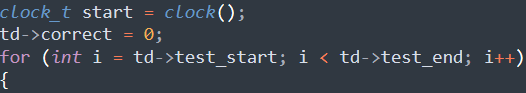 clock_t start = clock();
td->correct = 0;
for (int i = td->test_start; i < td->test_end; i++)
{